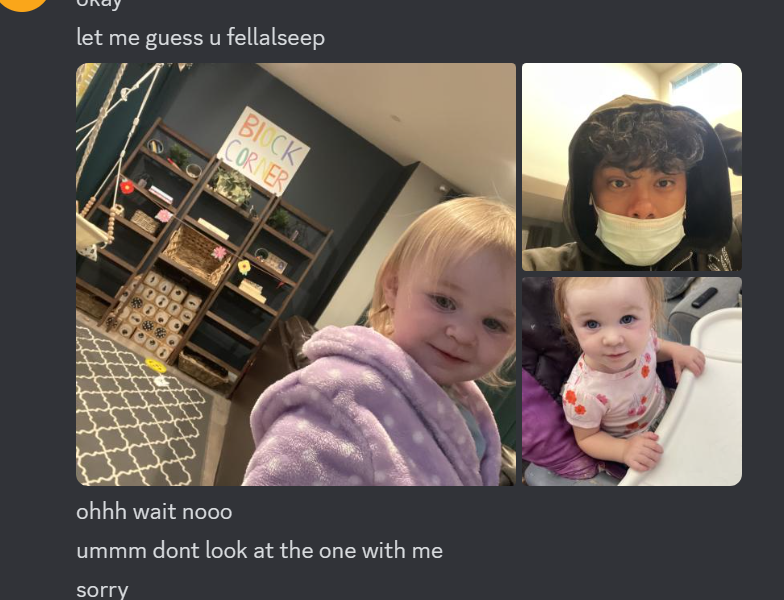 okay
let me guess u fellalseep
BLOCK
CORNER
ohhh wait nooo
ummm dont look at the one with me
sorry